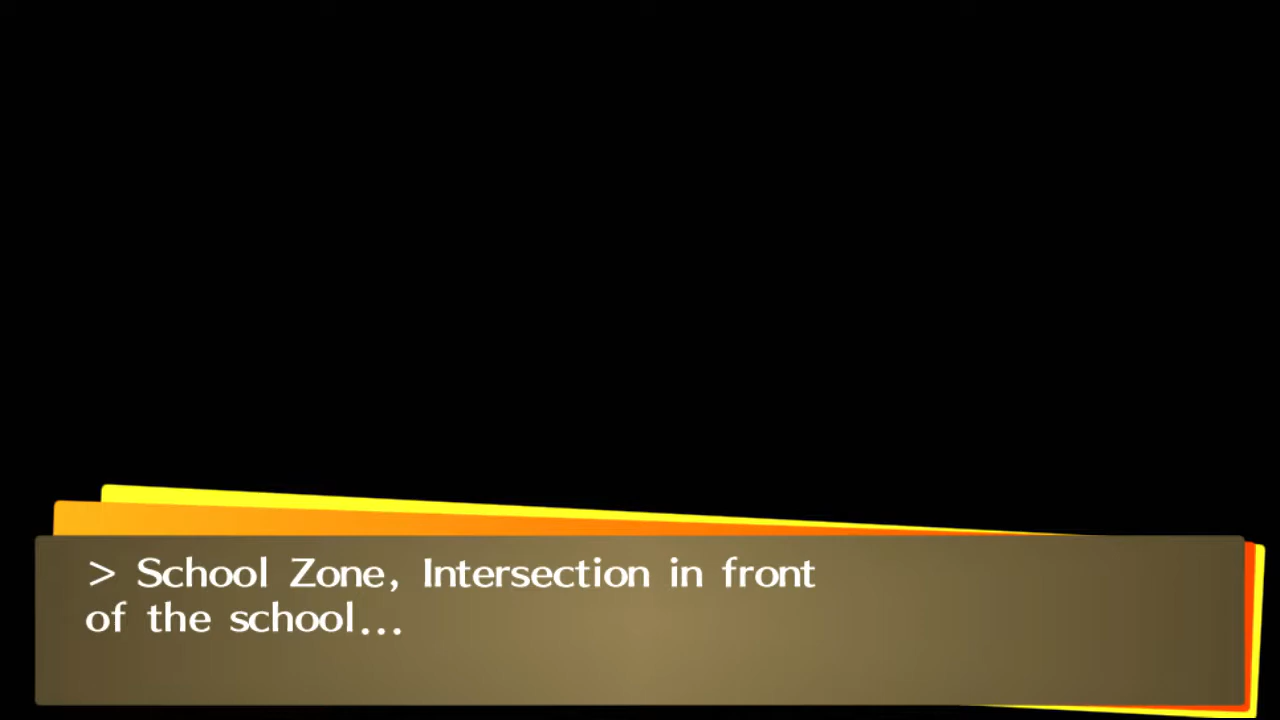 > School Zone, Intersection in front
of the school...